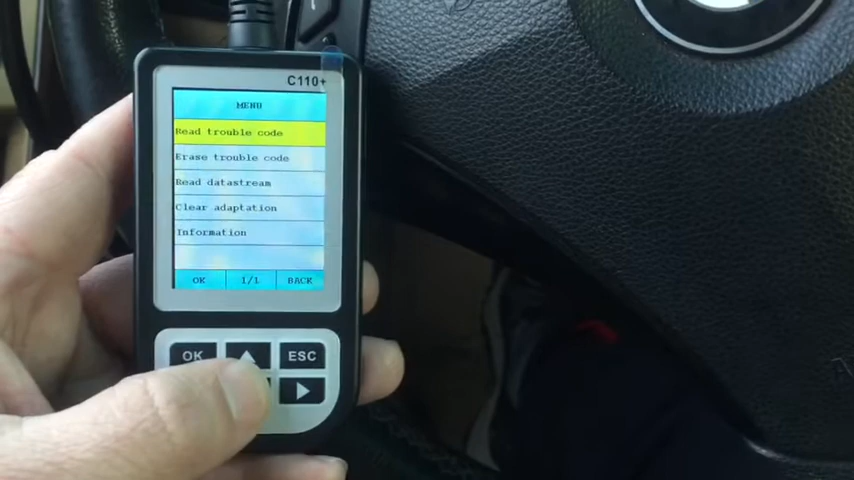 C110+
MENU
Read trouble code
Erase trouble code
Read datastream
Clear adaptation
Information
OK 1/1 BACK
OK ESC